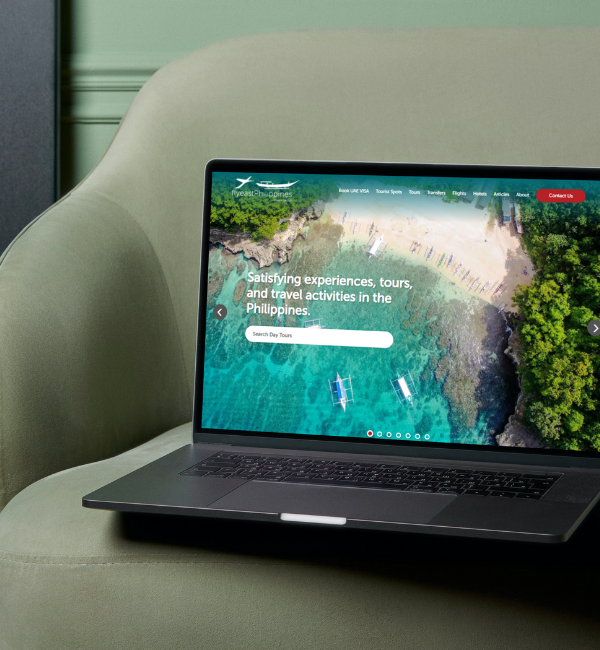 flyeastPhilippines
Book UAE VISA Tourist Spots Tours Transfers Flights Hotels Articles About Contact Us
Satisfying experiences, tours,
and travel activities in the
Philippines.
Search Day Tours